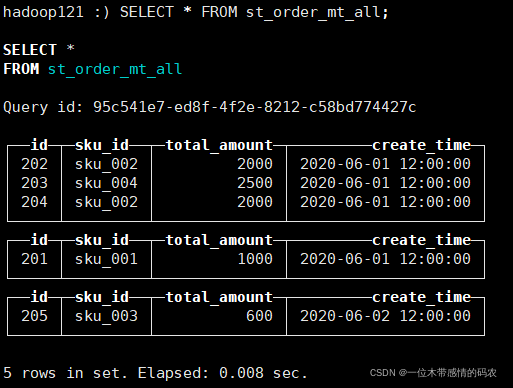 hadoop121 :) SELECT * FROM st_order_mt_all;
SELECT *
FROM st_order_mt_all
Query id: 95c541e7-ed8f-4f2e-8212-c58bd774427c
id sku_id total_amount create_time
202 sku_002 2000 2020-06-01 12:00:00
203 sku_004 2500 2020-06-01 12:00:00
204 sku_002 2000 2020-06-01 12:00:00
id sku_id total_amount create_time
201 sku_001 1000 2020-06-01 12:00:00
id sku_id total_amount create_time
205 sku_003 600 2020-06-02 12:00:00
5 rows in set. Elapsed: 0.008 sec.
CSDN @一位木带感情的码农